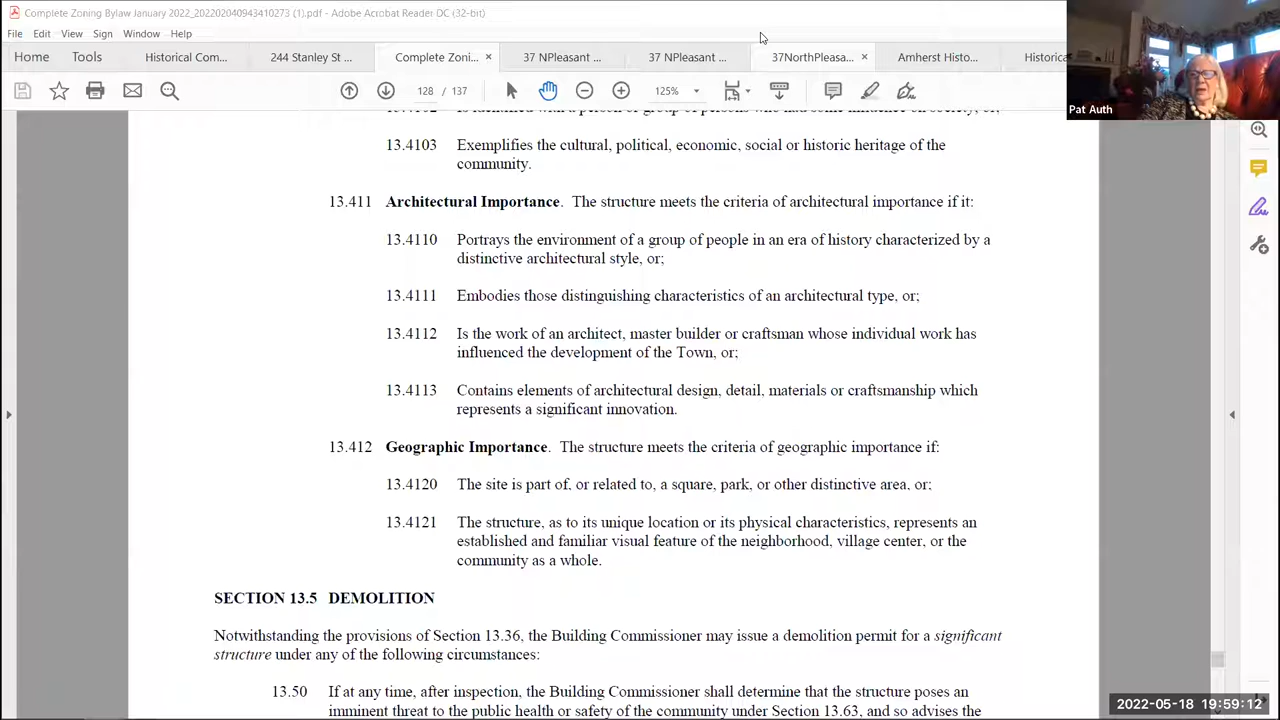 Complete Zoning Bylaw January 2022_202202040943410273 (1).pdf - Adobe Acrobat Reader DC (32-bit)
File Edit View Sign Window Help
Home Tools Historical Com... 244 Stanley St ... Complete Zoni... × 37 NPleasant ... 37 NPleasant ... 37NorthPleasa... × Amherst Histo... Historica
128 / 137 125%
Pat Auth
13.4103 Exemplifies the cultural, political, economic, social or historic heritage of the
community.
13.411 Architectural Importance. The structure meets the criteria of architectural importance if it:
13.4110 Portrays the environment of a group of people in an era of history characterized by a
distinctive architectural style, or;
13.4111 Embodies those distinguishing characteristics of an architectural type, or;
13.4112 Is the work of an architect, master builder or craftsman whose individual work has
influenced the development of the Town, or;
13.4113 Contains elements of architectural design, detail, materials or craftsmanship which
represents a significant innovation.
13.412 Geographic Importance. The structure meets the criteria of geographic importance if:
13.4120 The site is part of, or related to, a square, park, or other distinctive area, or;
13.4121 The structure, as to its unique location or its physical characteristics, represents an
established and familiar visual feature of the neighborhood, village center, or the
community as a whole.
SECTION 13.5 DEMOLITION
Notwithstanding the provisions of Section 13.36, the Building Commissioner may issue a demolition permit for a significant
structure under any of the following circumstances:
13.50 If at any time, after inspection, the Building Commissioner shall determine that the structure poses an
imminent threat to the public health or safety of the community under Section 13.63, and so advises the
2022-05-18 19:59:12